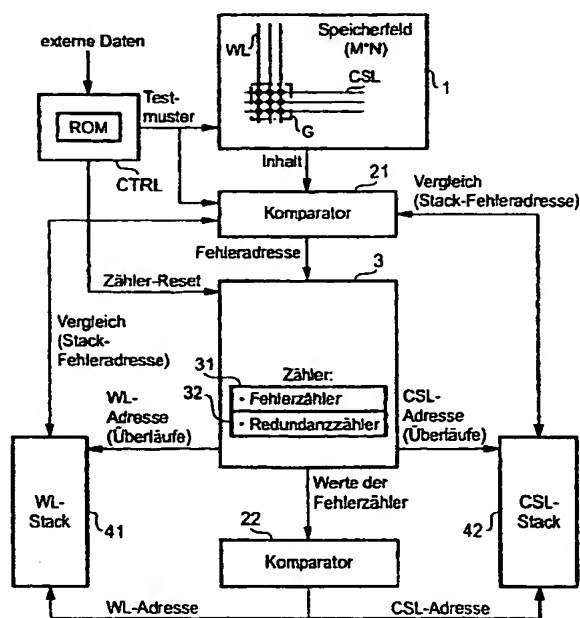 externe Daten
WL
Speicherfeld
(M*N)
CSL
1
Test-
muster
ROM
G
CTRL
Inhalt
21
Vergleich
(Stack-Fehleradresse)
Komparator
Fehleradresse
3
Zähler-Reset
Vergleich
(Stack-
Fehleradresse)
31
Zähler:
32
- Fehlerzähler
- Redundanzzähler
WL-
Adresse
(Überläufe)
CSL-
Adresse
(Überläufe)
WL-
Stack
41
Werte der
Fehlerzähler
CSL-
Stack
42
22
Komparator
WL-Adresse
CSL-Adresse